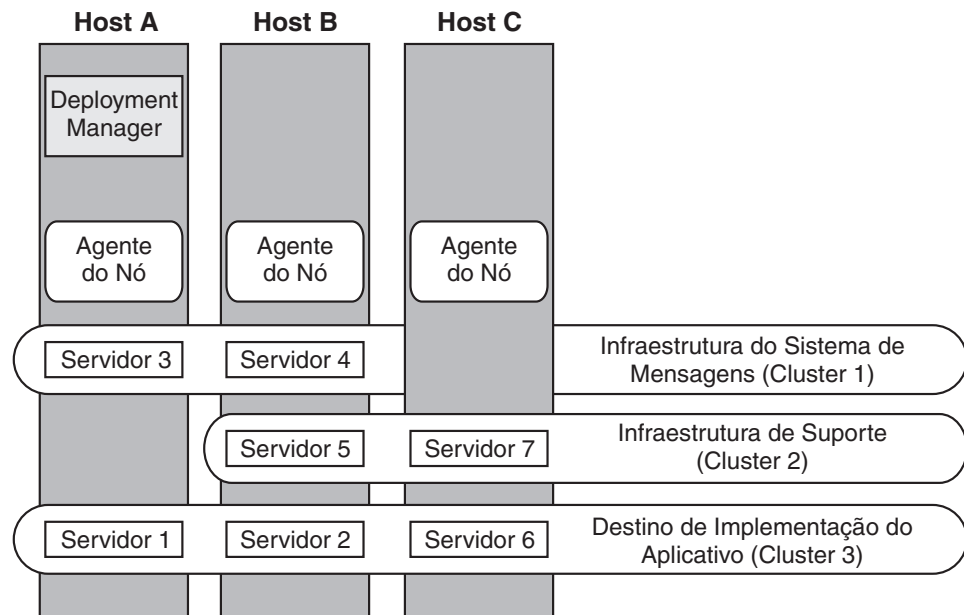 Host A
Host B
Host C
Deployment
Manager
Agente
do Nó
Agente
do Nó
Agente
do Nó
Servidor 3
Servidor 4
Infraestrutura do Sistema de
Mensagens (Cluster 1)
Servidor 5
Servidor 7
Infraestrutura de Suporte
(Cluster 2)
Servidor 1
Servidor 2
Servidor 6
Destino de Implementação do
Aplicativo (Cluster 3)